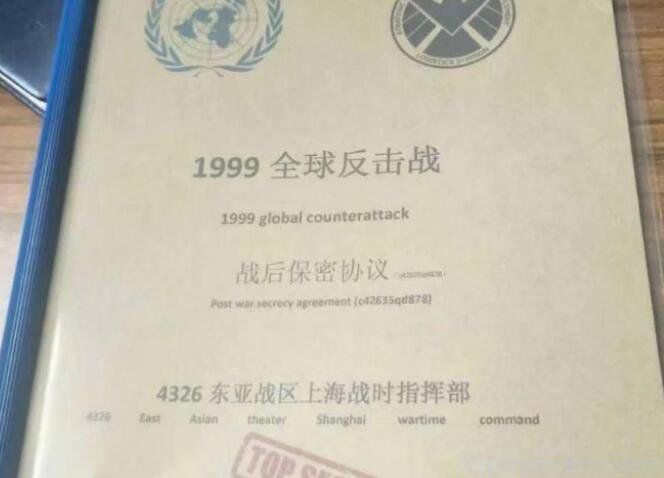 LOGISTICS DIVISION
1999 全球反击战
1999 global counterattack
战后保密协议
Post war secrecy agreement (c42635qd878)
4326 东亚战区上海战时指挥部
4326 East Asian theater Shanghai wartime command
TOP